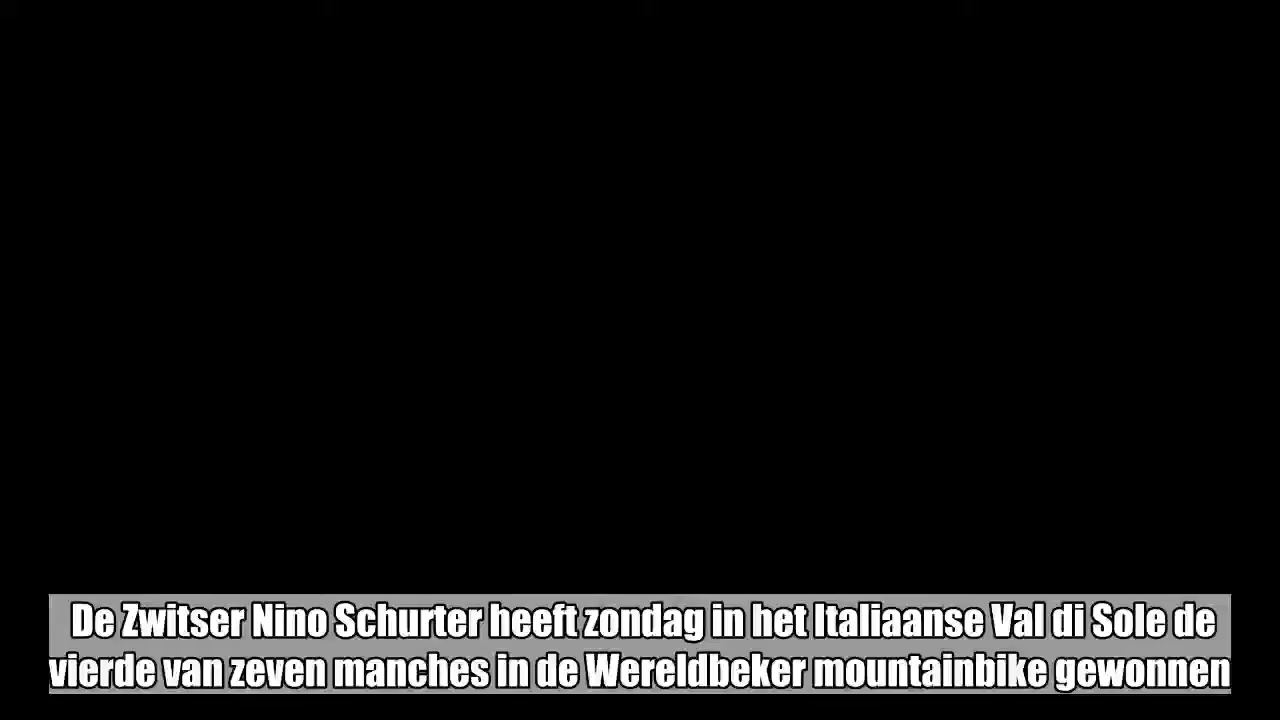 De Zwitser Nino Schurter heeft zondag in het Italiaanse Val di Sole de
vierde van zeven manches in de Wereldbeker mountainbike gewonnen